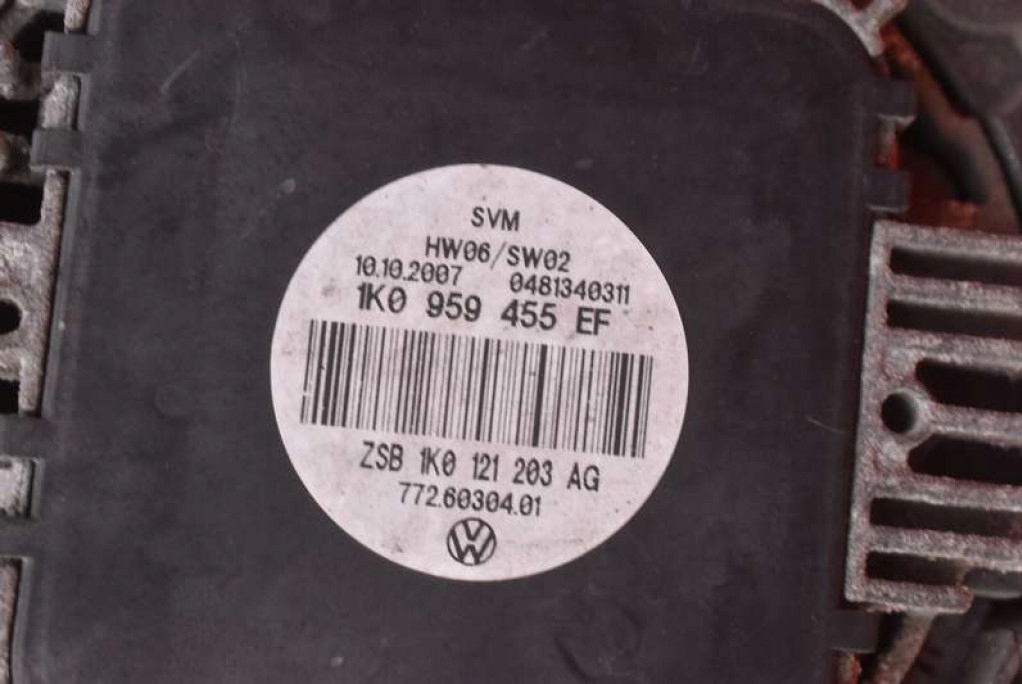 SVM
HW06/SW02
10.10.2007 0481340311
1K0 959 455 EF
ZSB 1K0 121 203 AG
772.60304.01
VW